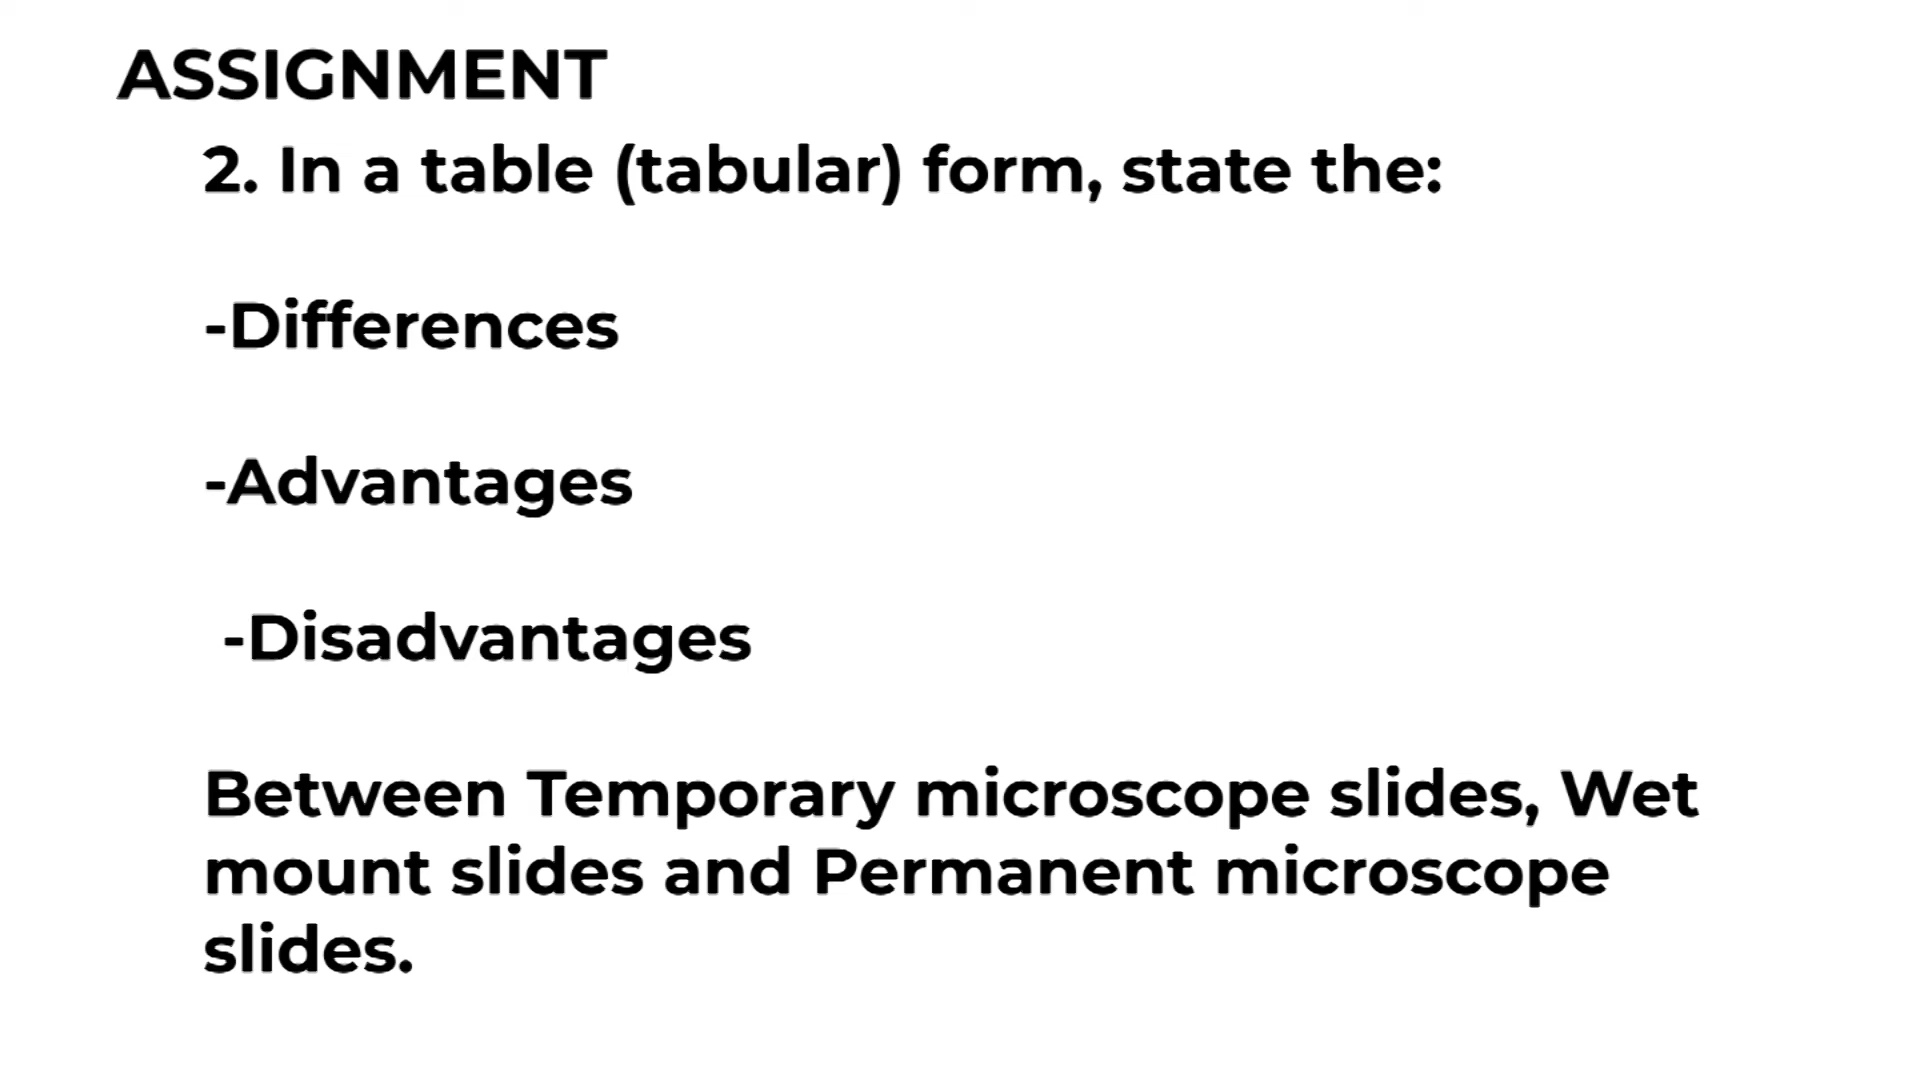 ASSIGNMENT
2. In a table (tabular) form, state the:
-Differences
-Advantages
-Disadvantages
Between Temporary microscope slides, Wet
mount slides and Permanent microscope
slides.